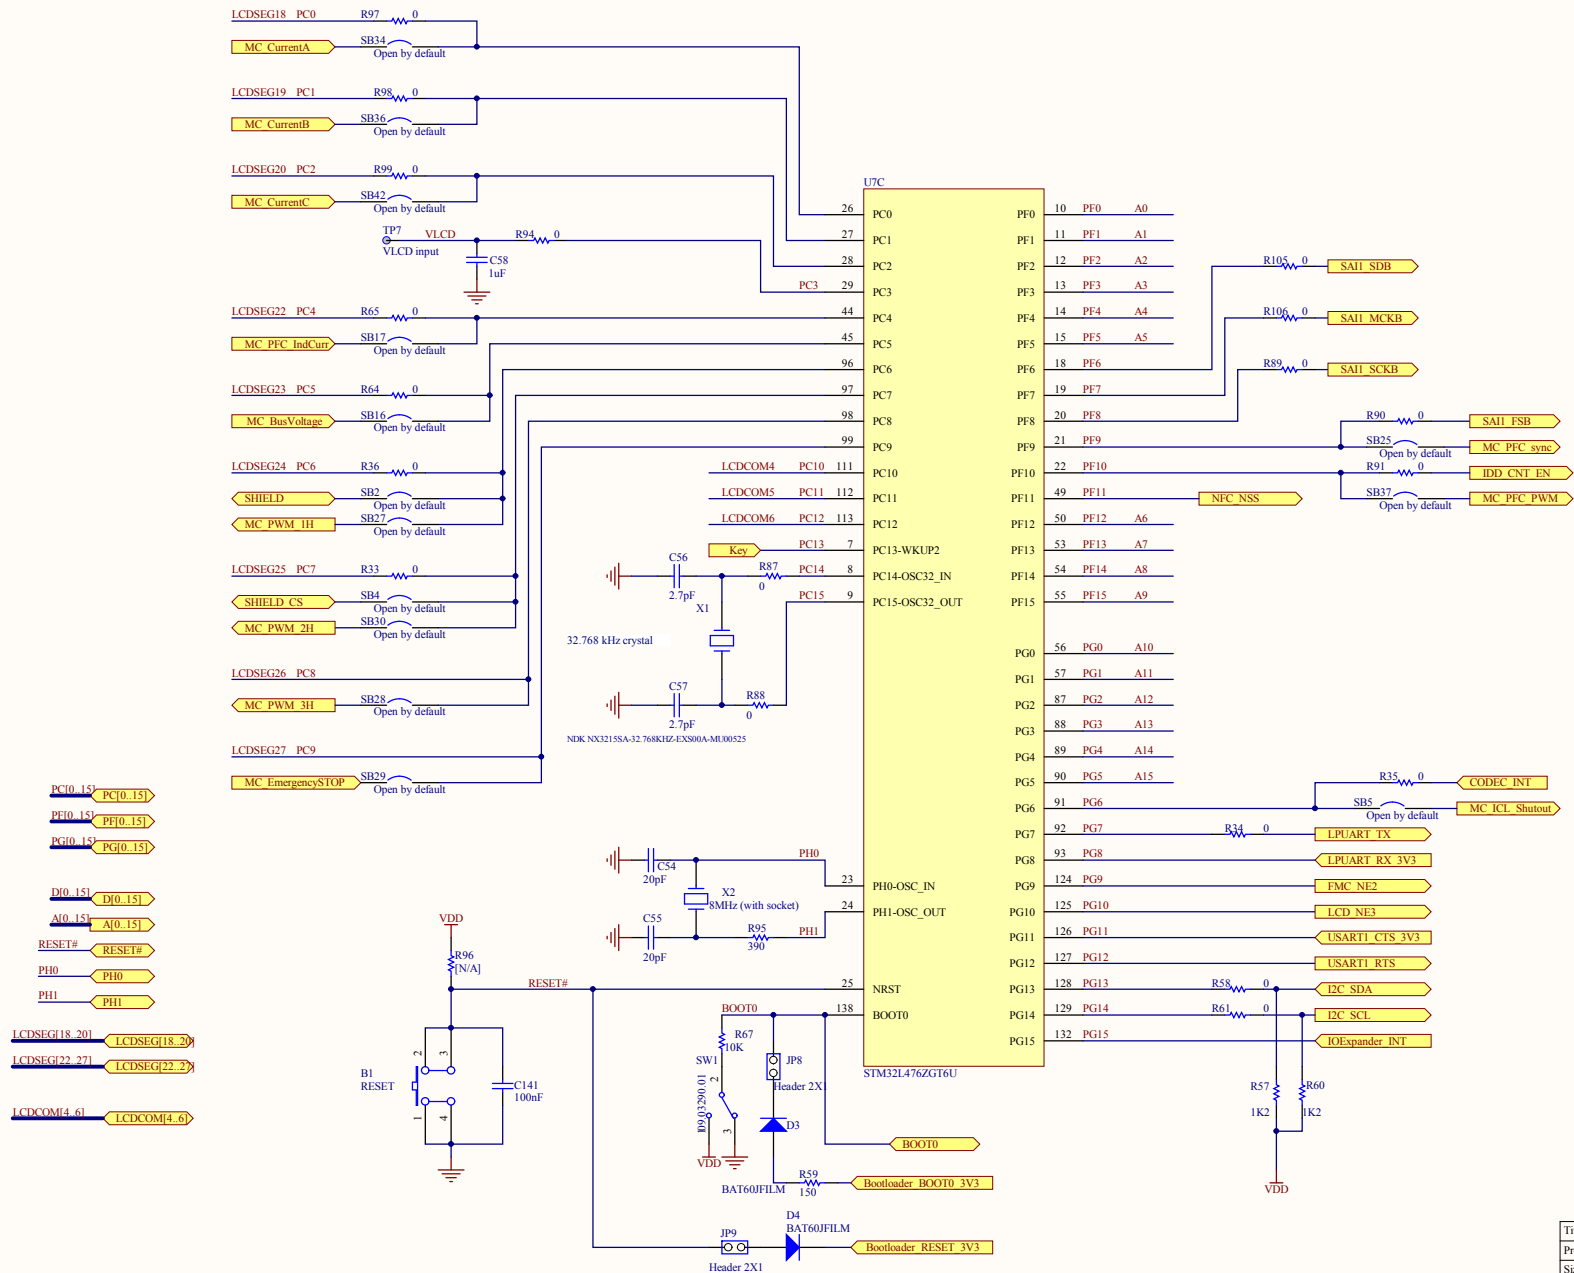 LCDSEG18 PC0 R97 0
MC_CurrentA SB34
Open by default
LCDSEG19 PC1 R98 0
MC_CurrentB SB36
Open by default
LCDSEG20 PC2 R99 0
MC_CurrentC SB42
Open by default
TP7 VLCD R94 0
VLCD input
C58
1uF
PC3
LCDSEG22 PC4 R65 0
MC_PFC_IndCurr SB17
Open by default
LCDSEG23 PC5 R64 0
MC_BusVoltage SB16
Open by default
LCDSEG24 PC6 R36 0
SHIELD SB2
Open by default
MC_PWM_1H SB27
Open by default
LCDSEG25 PC7 R33 0
SHIELD_CS SB4
Open by default
MC_PWM_2H SB30
Open by default
LCDSEG26 PC8
MC_PWM_3H SB28
Open by default
LCDSEG27 PC9
MC_EmergencySTOP SB29
Open by default
LCDCOM4 PC10
LCDCOM5 PC11
LCDCOM6 PC12
Key PC13
C56
2.7pF
R87
0
PC14
PC15
X1
32.768 kHz crystal
C57
2.7pF
R88
0
NDK NX3215SA-32.768KHZ-EXS00A-MU00525
U7C
26 PC0
27 PC1
28 PC2
29 PC3
44 PC4
45 PC5
96 PC6
97 PC7
98 PC8
99 PC9
111 PC10
112 PC11
113 PC12
7 PC13-WKUP2
8 PC14-OSC32_IN
9 PC15-OSC32_OUT
23 PH0-OSC_IN
24 PH1-OSC_OUT
25 NRST
138 BOOT0
STM32L476ZGT6U
PF0 10 PF0 A0
PF1 11 PF1 A1
PF2 12 PF2 A2
PF3 13 PF3 A3
PF4 14 PF4 A4
PF5 15 PF5 A5
PF6 18 PF6
PF7 19 PF7
PF8 20 PF8
PF9 21 PF9
PF10 22 PF10
PF11 49 PF11 NFC_NSS
PF12 50 PF12 A6
PF13 53 PF13 A7
PF14 54 PF14 A8
PF15 55 PF15 A9
PG0 56 PG0 A10
PG1 57 PG1 A11
PG2 87 PG2 A12
PG3 88 PG3 A13
PG4 89 PG4 A14
PG5 90 PG5 A15
PG6 91 PG6
PG7 92 PG7 R34 0 LPUART_TX
PG8 93 PG8 LPUART_RX_3V3
PG9 124 PG9 FMC_NE2
PG10 125 PG10 LCD_NE3
PG11 126 PG11 USART1_CTS_3V3
PG12 127 PG12 USART1_RTS
PG13 128 PG13 R58 0 I2C_SDA
PG14 129 PG14 R61 0 I2C_SCL
PG15 132 PG15 IOExpander_INT
R105 0 SAI1_SDB
R106 0 SAI1_MCKB
R89 0 SAI1_SCKB
R90 0 SAI1_FSB
SB25 MC_PFC_sync
Open by default
R91 0 IDD_CNT_EN
SB37 MC_PFC_PWM
Open by default
R35 0 CODEC_INT
SB5 MC_ICL_Shutout
Open by default
R57
1K2
R60
1K2
VDD
PC[0..15] PC[0..15]
PF[0..15] PF[0..15]
PG[0..15] PG[0..15]
D[0..15] D[0..15]
A[0..15] A[0..15]
RESET# RESET#
PH0 PH0
PH1 PH1
LCDSEG[18..20] LCDSEG[18..20]
LCDSEG[22..27] LCDSEG[22..27]
LCDCOM[4..6] LCDCOM[4..6]
C54
20pF
PH0
X2
8MHz (with socket)
C55
20pF
R95
390
PH1
VDD
R96
[N/A]
RESET#
B1
RESET
2 3
1 4
C141
100nF
BOOT0
R67
10K
SW1
2
3
109.03290.01
VDD
JP8
Header 2X1
D3
BAT60JFILM
BOOT0
R59
150
Bootloader_BOOT0_3V3
JP9
Header 2X1
D4
BAT60JFILM
Bootloader_RESET_3V3